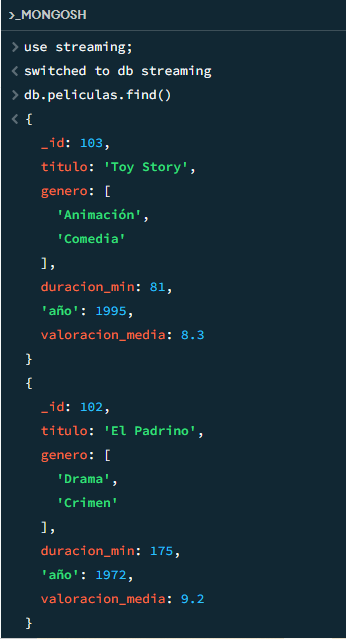 >_MONGOSH
> use streaming;
< switched to db streaming
> db.peliculas.find()
< {
_id: 103,
titulo: 'Toy Story',
genero: [
'Animación',
'Comedia'
],
duracion_min: 81,
'año': 1995,
valoracion_media: 8.3
}
{
_id: 102,
titulo: 'El Padrino',
genero: [
'Drama',
'Crimen'
],
duracion_min: 175,
'año': 1972,
valoracion_media: 9.2
}